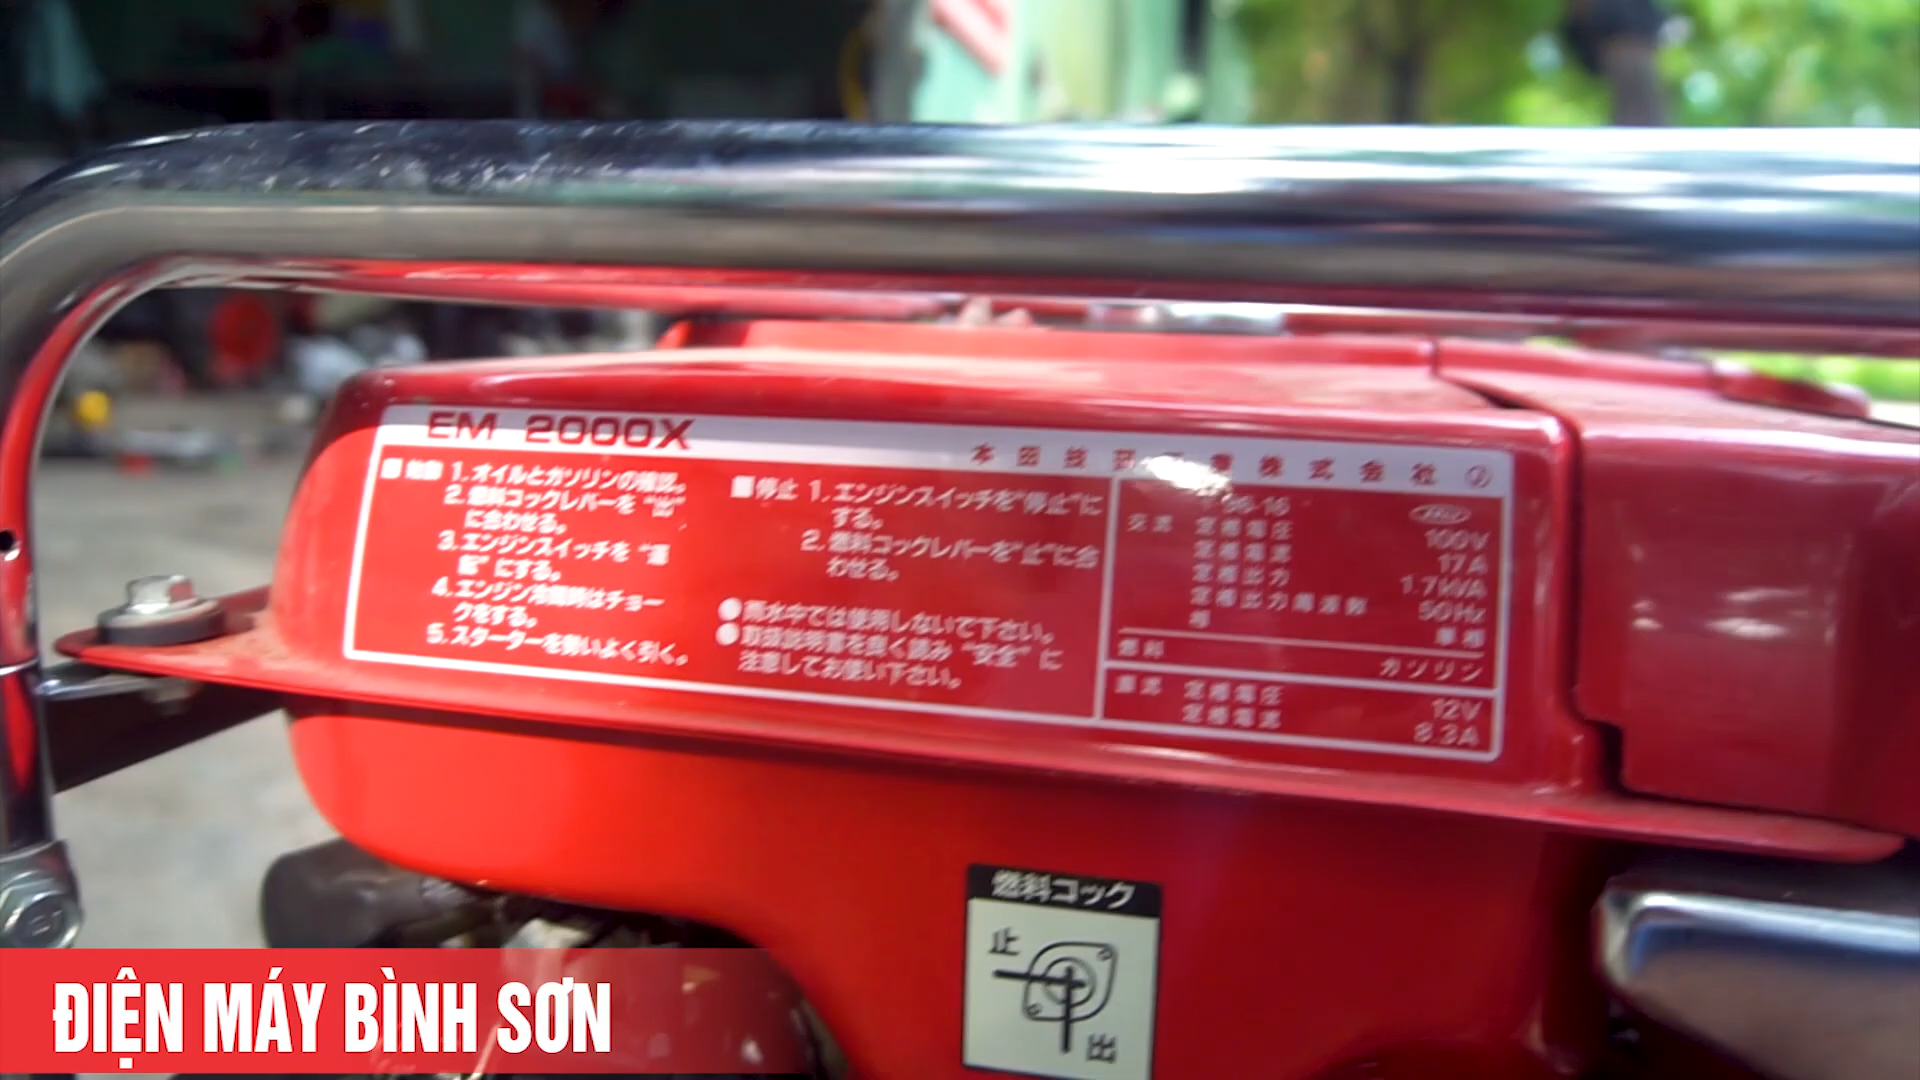 EM 2000X
本田技研工業株式会社
■始動 1.オイルとガソリンの確認。
2.燃料コックレバーを“出”
に合わせる。
3.エンジンスイッチを“運
転”にする。
4.エンジン冷間時はチョー
クをする。
5.スターターを勢いよく引く。
■停止 1.エンジンスイッチを“停止”に
する。
2.燃料コックレバーを“止”に合
わせる。
●雨水中では使用しないで下さい。
●取扱説明書を良く読み“安全”に
注意してお使い下さい。
交流 定格電圧 100V
定格電流 17A
定格出力 1.7kVA
定格出力周波数 50Hz
相 単相
燃料 ガソリン
直流 定格電圧 12V
定格電流 8.3A
燃料コック
止
出
ĐIỆN MÁY BÌNH SƠN